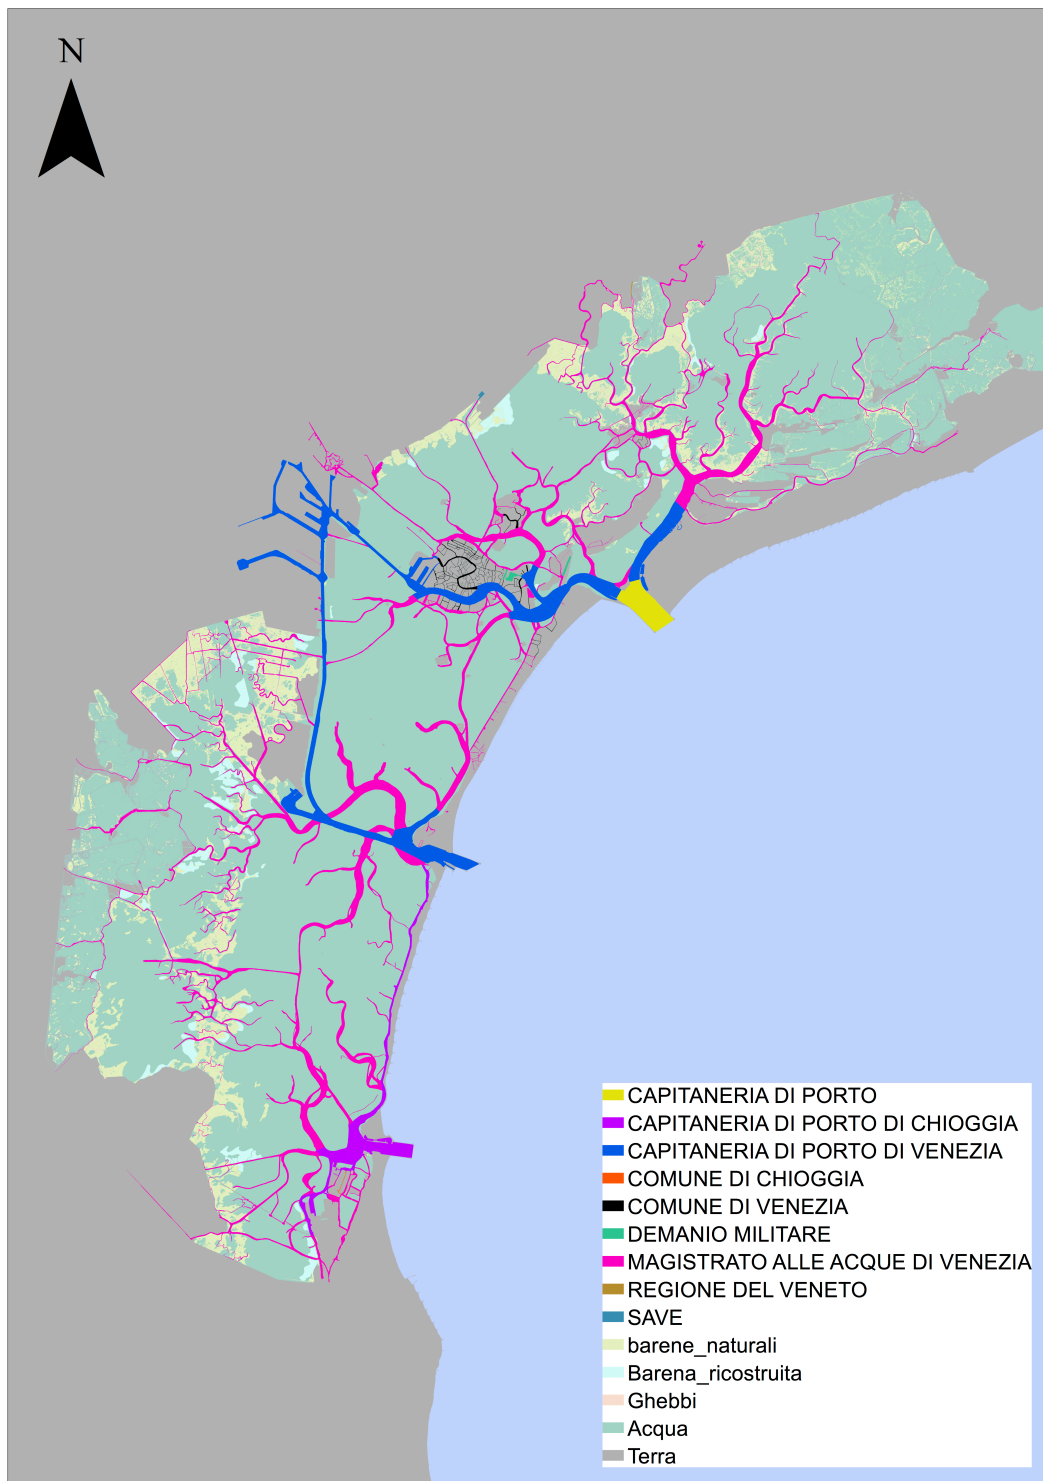 N
CAPITANERIA DI PORTO
CAPITANERIA DI PORTO DI CHIOGGIA
CAPITANERIA DI PORTO DI VENEZIA
COMUNE DI CHIOGGIA
COMUNE DI VENEZIA
DEMANIO MILITARE
MAGISTRATO ALLE ACQUE DI VENEZIA
REGIONE DEL VENETO
SAVE
barene_naturali
Barena_ricostruita
Ghebbi
Acqua
Terra